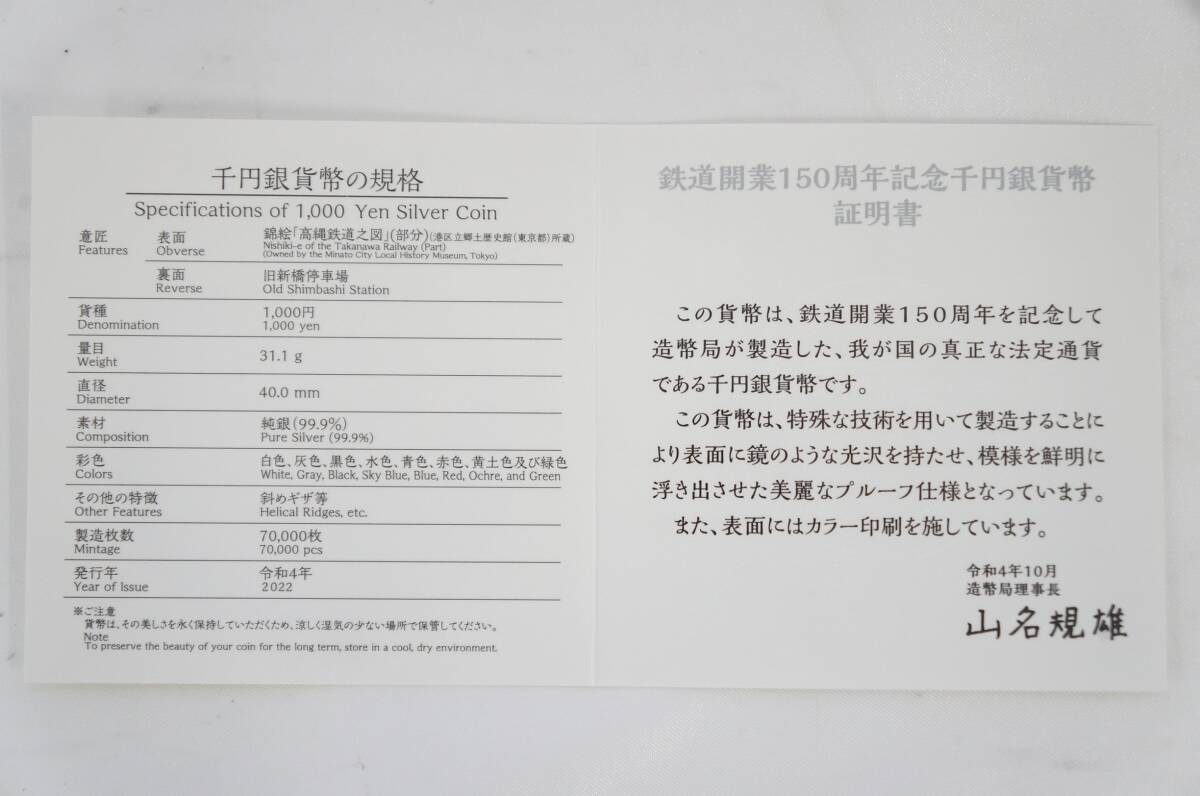 千円銀貨幣の規格
Specifications of 1,000 Yen Silver Coin
意匠 表面 錦絵「高縄鉄道之図」(部分)(港区立郷土歴史館(東京都)所蔵)
Features Obverse Nishiki-e of the Takanawa Railway (Part)
(Owned by the Minato City Local History Museum, Tokyo)
裏面 旧新橋停車場
Reverse Old Shimbashi Station
貨種 1,000円
Denomination 1,000 yen
量目 31.1 g
Weight
直径 40.0 mm
Diameter
素材 純銀(99.9%)
Composition Pure Silver (99.9%)
彩色 白色、灰色、黒色、水色、青色、赤色、黄土色及び緑色
Colors White, Gray, Black, Sky Blue, Blue, Red, Ochre, and Green
その他の特徴 斜めギザ等
Other Features Helical Ridges, etc.
製造枚数 70,000枚
Mintage 70,000 pcs
発行年 令和4年
Year of Issue 2022
※ご注意
貨幣は、その美しさを永く保持していただくため、涼しく湿気の少ない場所で保管してください。
Note
To preserve the beauty of your coin for the long term, store in a cool, dry environment.
鉄道開業150周年記念千円銀貨幣
証明書
この貨幣は、鉄道開業150周年を記念して
造幣局が製造した、我が国の真正な法定通貨
である千円銀貨幣です。
この貨幣は、特殊な技術を用いて製造することに
より表面に鏡のような光沢を持たせ、模様を鮮明に
浮き出させた美麗なプルーフ仕様となっています。
また、表面にはカラー印刷を施しています。
令和4年10月
造幣局理事長
山名規雄